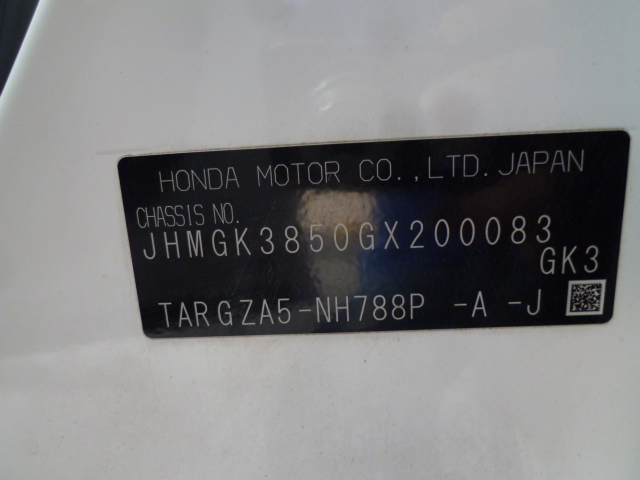 HONDA MOTOR CO.,LTD.JAPAN
CHASSIS NO.
JHMGK3850GX200083
GK3
TARGZA5-NH788P -A -J